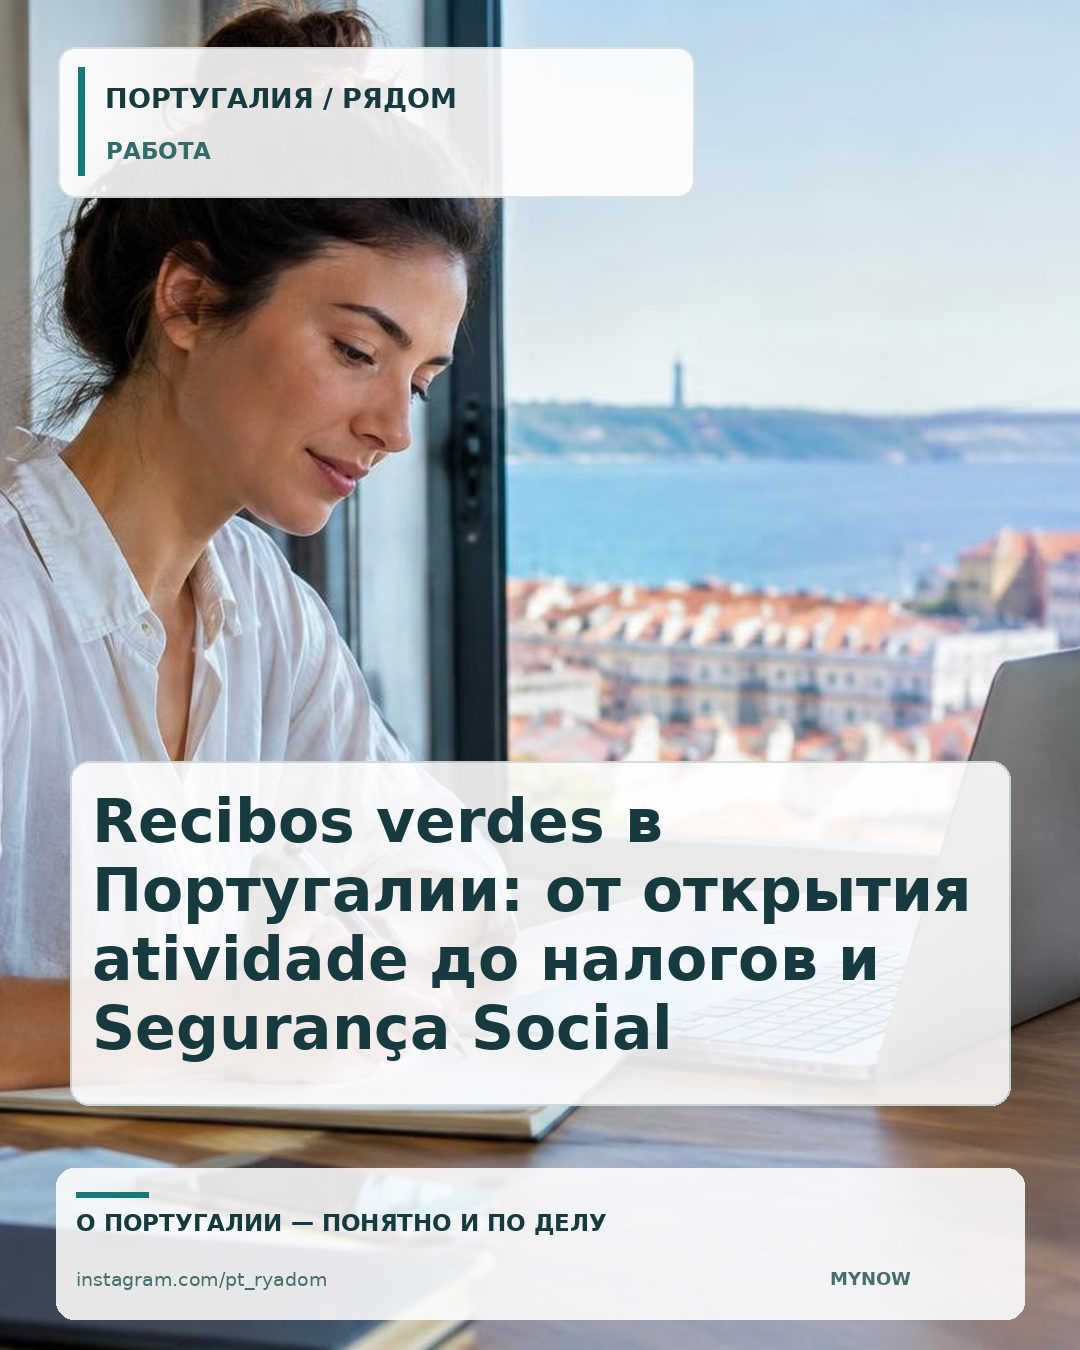 ПОРТУГАЛИЯ / РЯДОМ
РАБОТА
Recibos verdes в
Португалии: от открытия
atividade до налогов и
Segurança Social
О ПОРТУГАЛИИ — ПОНЯТНО И ПО ДЕЛУ
instagram.com/pt_ryadom
MYNOW